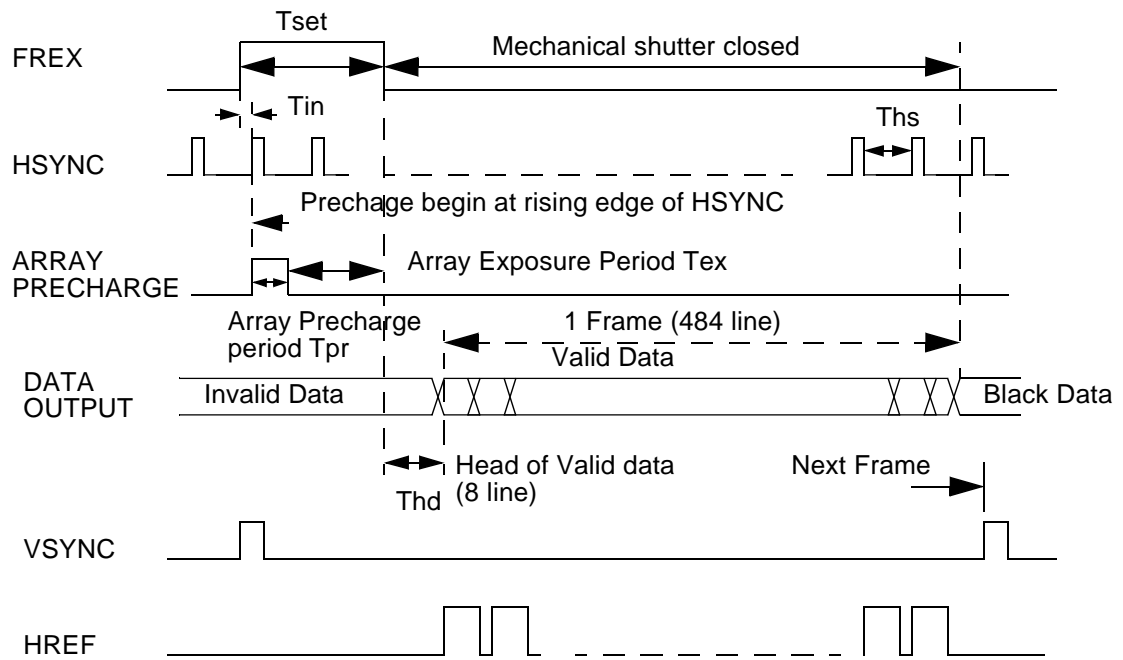 Tset
FREX
Mechanical shutter closed
Tin
Ths
HSYNC
Prechage begin at rising edge of HSYNC
ARRAY
PRECHARGE
Array Exposure Period Tex
Array Precharge
period Tpr
1 Frame (484 line)
Valid Data
DATA
OUTPUT
Invalid Data
Black Data
Head of Valid data
(8 line)
Next Frame
Thd
VSYNC
HREF